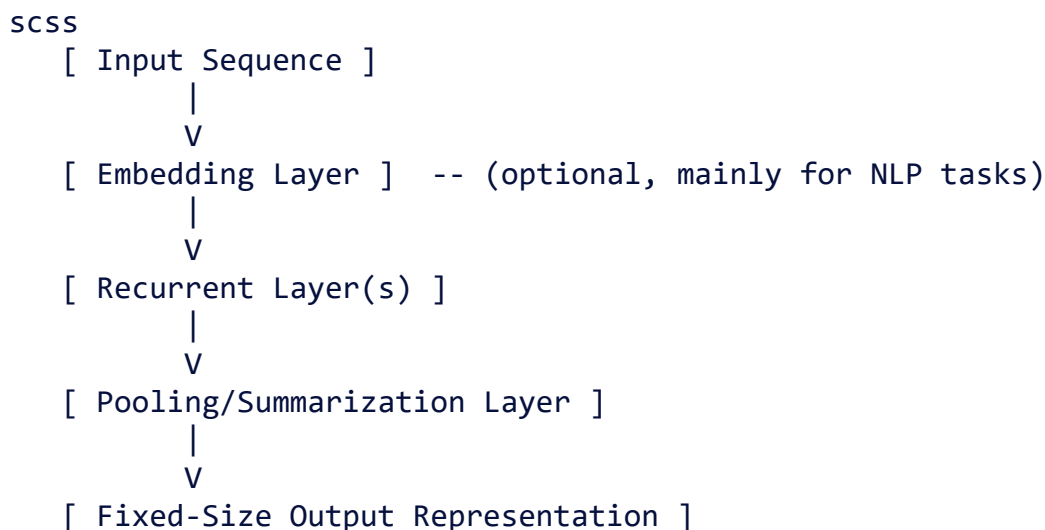 scss
[ Input Sequence ]
|
V
[ Embedding Layer ] -- (optional, mainly for NLP tasks)
|
V
[ Recurrent Layer(s) ]
|
V
[ Pooling/Summarization Layer ]
|
V
[ Fixed-Size Output Representation ]